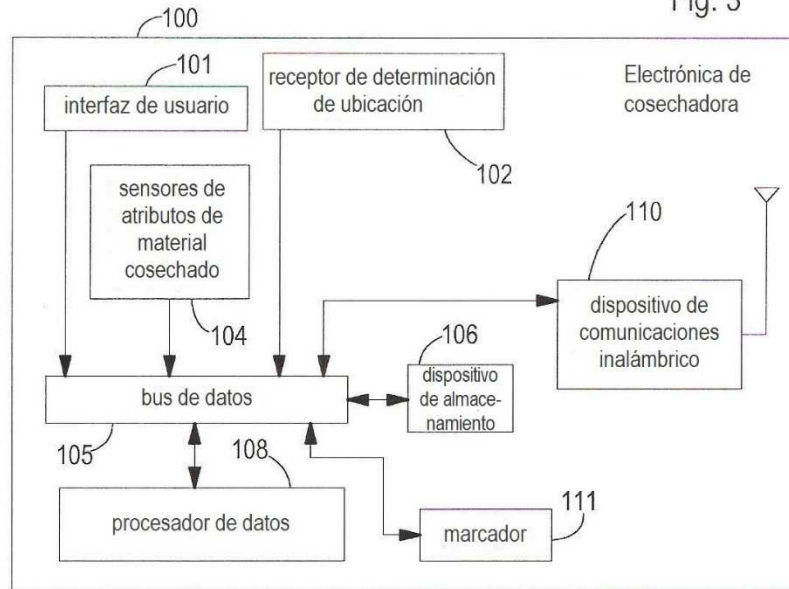 Fig. 3
100
101
interfaz de usuario
receptor de determinación
de ubicación
102
Electrónica de
cosechadora
sensores de
atributos de
material
cosechado
104
110
dispositivo de
comunicaciones
inalámbrico
106
dispositivo
de almace-
namiento
bus de datos
105
108
procesador de datos
marcador
111